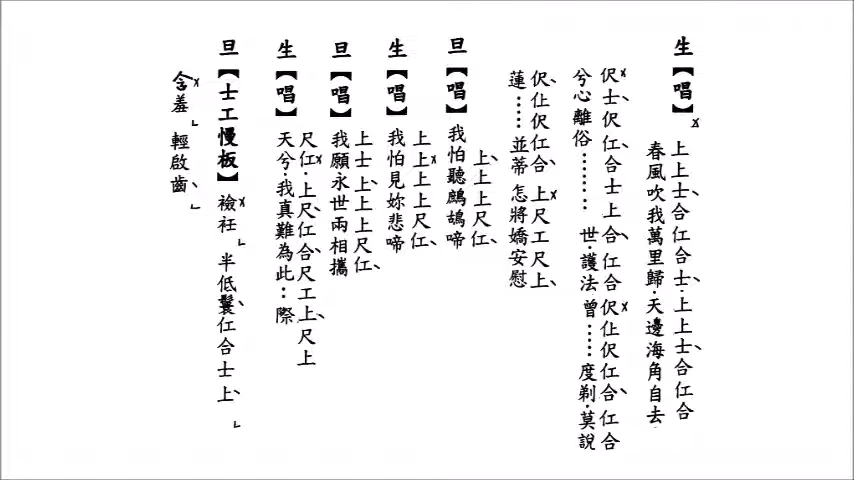 生【唱】
上上士合仜合士·上上士合仜合
春風吹我萬里歸·天邊海角自去
伬士伬仜合士上合仜合伬仩伬仜合仜合
兮心離俗………世·護法曾……度剃·莫說
伬仩伬仜合上尺工尺上
蓮……並蒂怎將嬌安慰
旦【唱】
上上上尺仜
我怕聽鷓鴣啼
生【唱】
上上上上尺仜
我怕見妳悲啼
旦【唱】
上士上上上尺仜
我願永世兩相攜
生【唱】
尺仜·上尺仜合尺工上尺上
天兮·我真難為此：際
旦【士工慢板】
襝衽 半低鬟仜合士上
含羞 輕啟齒